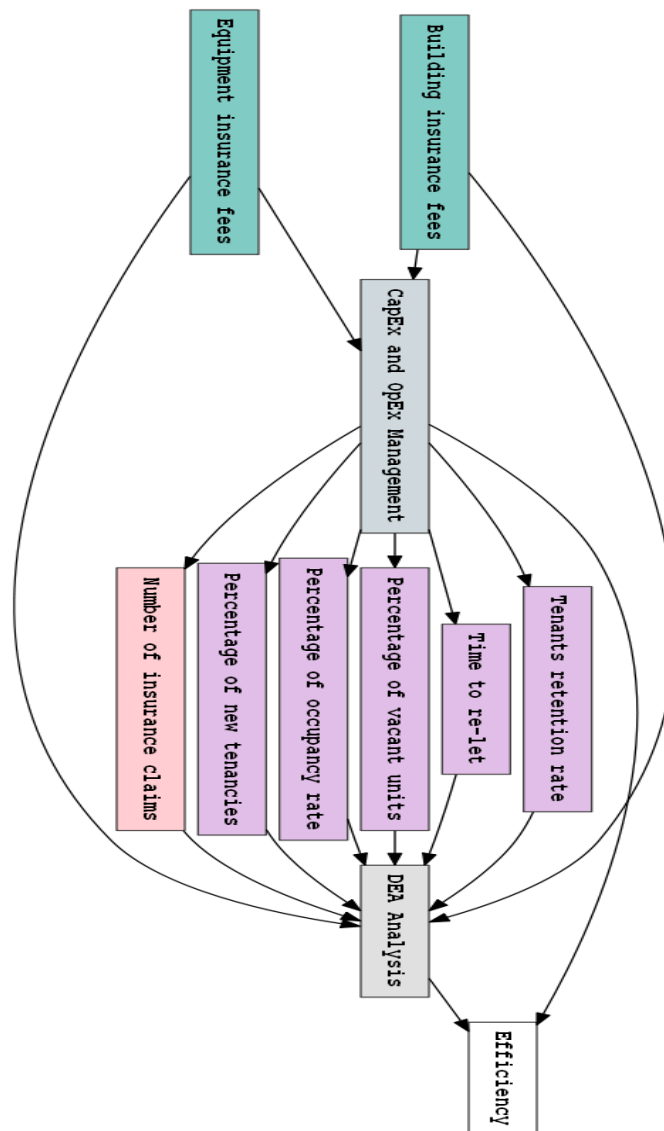 Equipment insurance fees
Building insurance fees
CapEx and OpEx Management
Number of insurance claims
Percentage of new tenancies
Percentage of occupancy rate
Percentage of vacant units
Time to re-let
Tenants retention rate
DEA Analysis
Efficiency